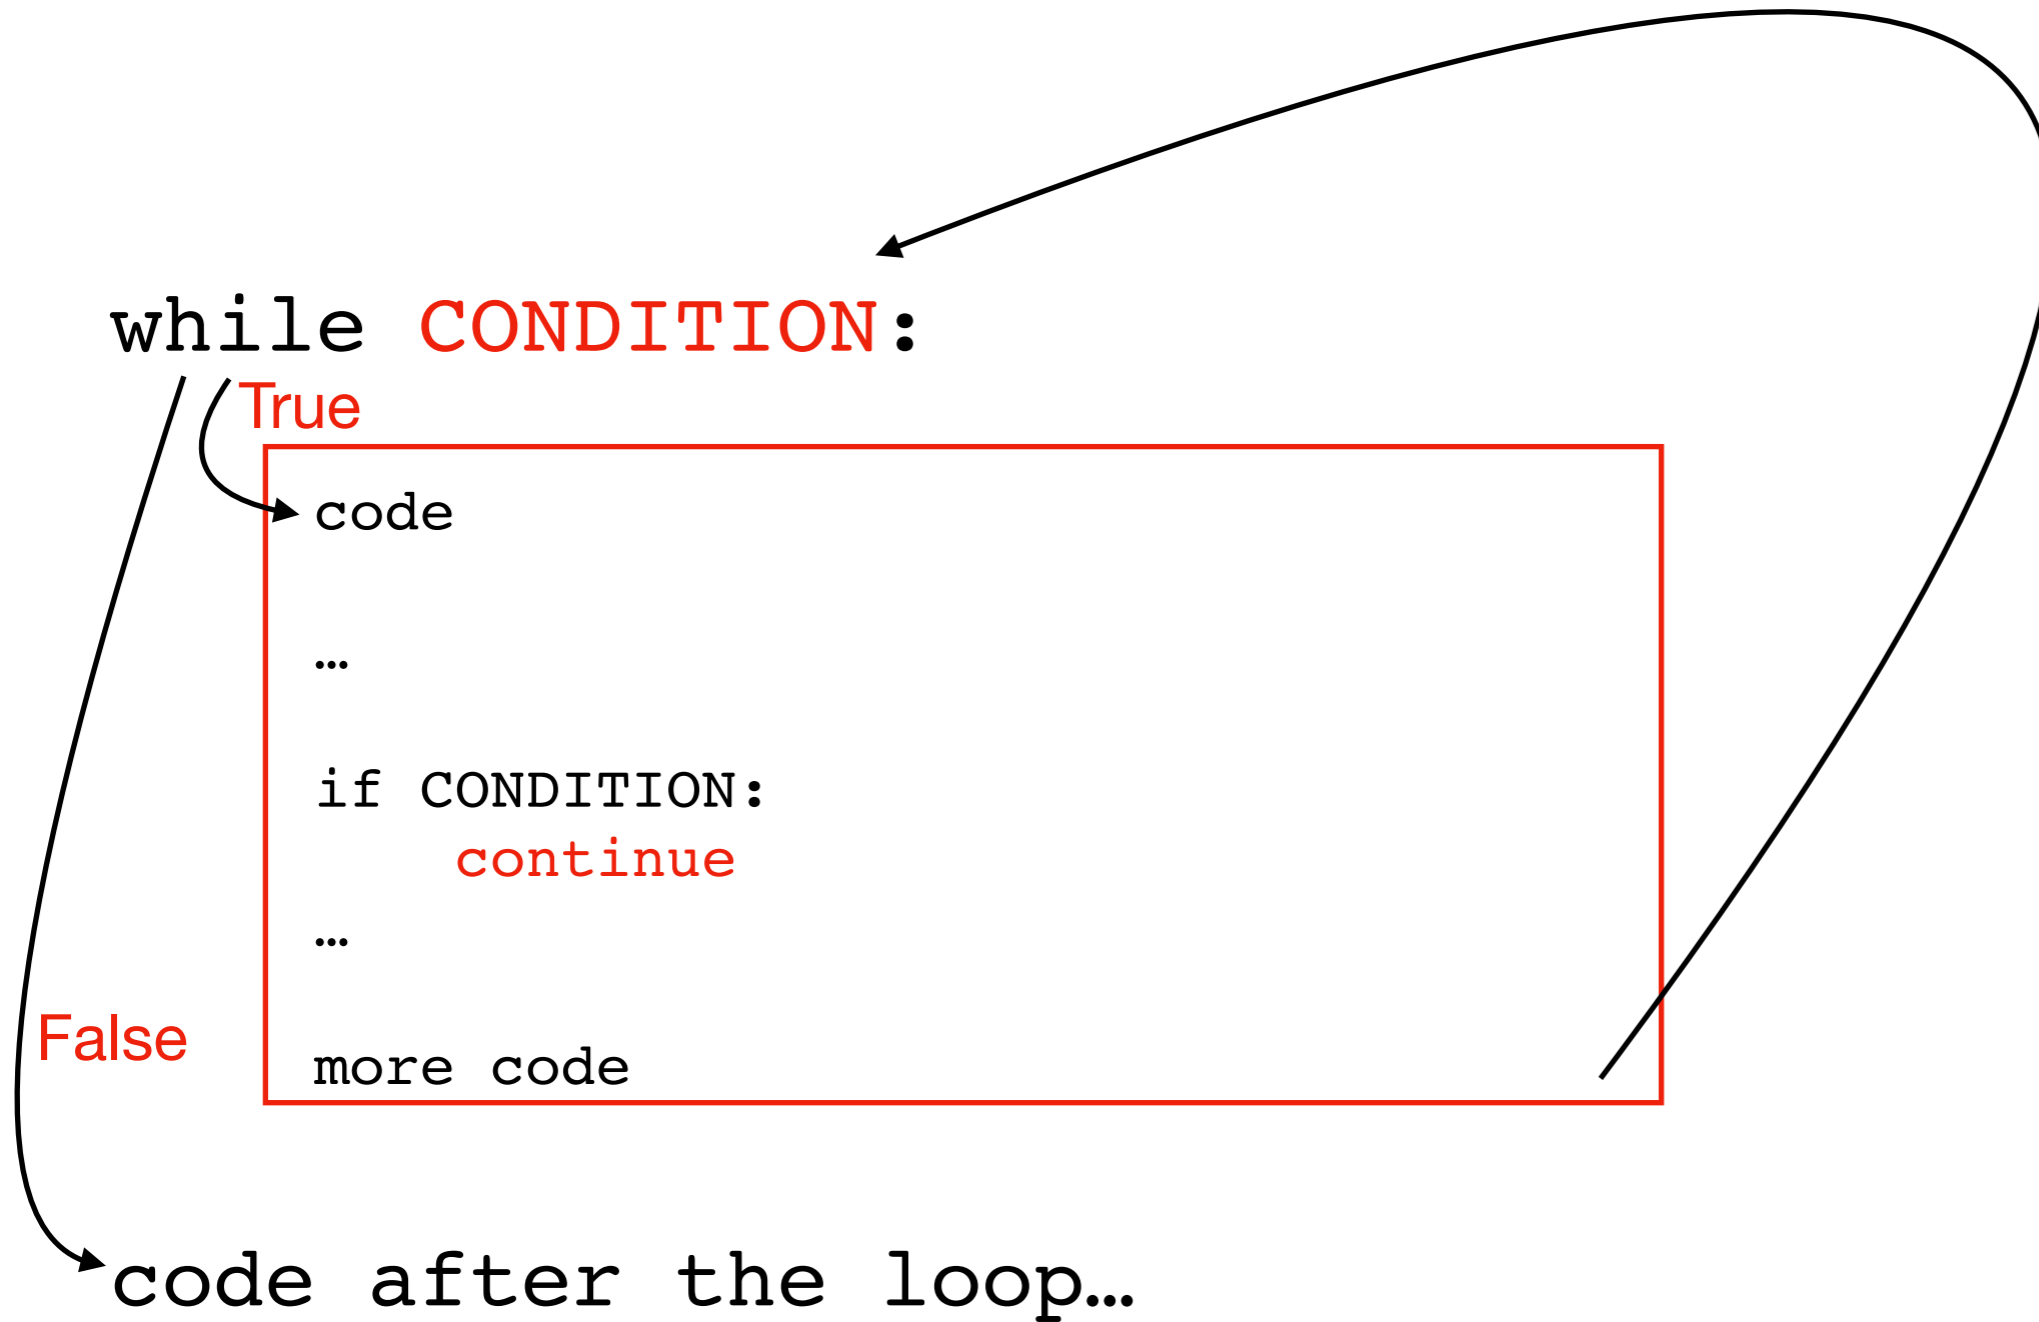 while CONDITION:
True
code
…
if CONDITION:
continue
…
False
more code
code after the loop…